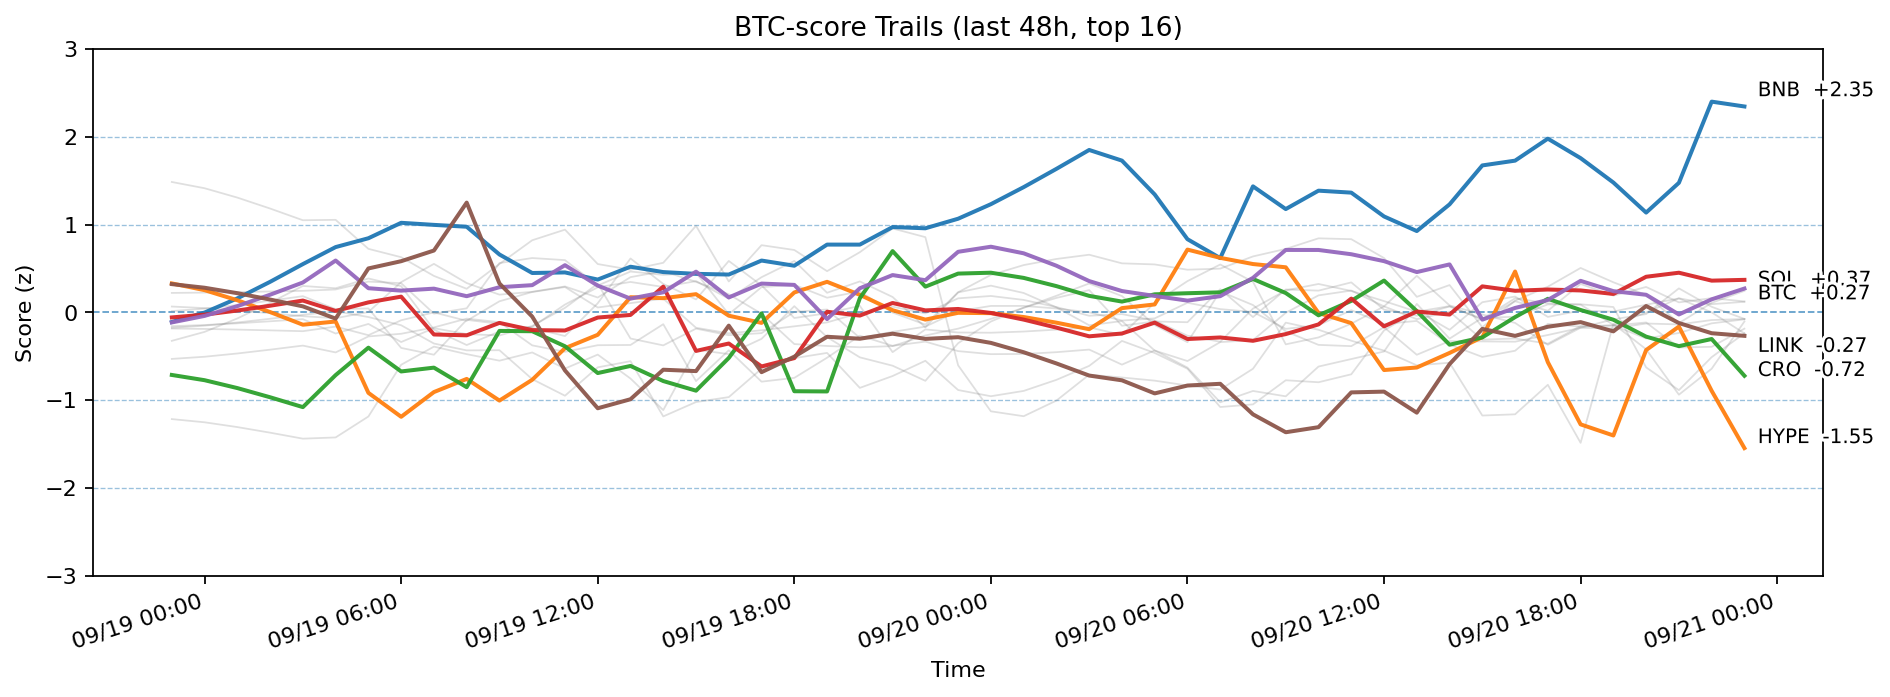 BTC-score Trails (last 48h, top 16)
Score (z)
3
2
1
0
−1
−2
−3
BNB +2.35
SOL +0.37
BTC +0.27
LINK -0.27
CRO -0.72
HYPE -1.55
09/19 00:00
09/19 06:00
09/19 12:00
09/19 18:00
09/20 00:00
09/20 06:00
09/20 12:00
09/20 18:00
09/21 00:00
Time